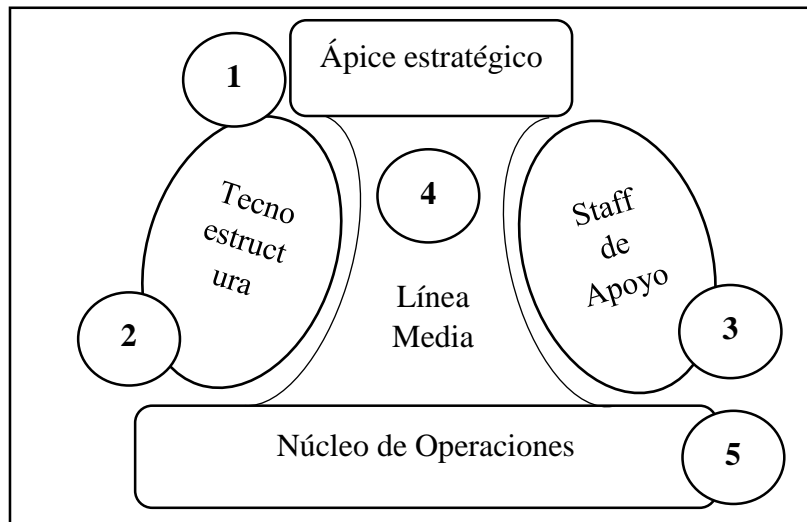 Ápice estratégico
1
Tecno
estruct
ura
4
Staff
de
Apoyo
Línea
Media
2
3
Núcleo de Operaciones
5